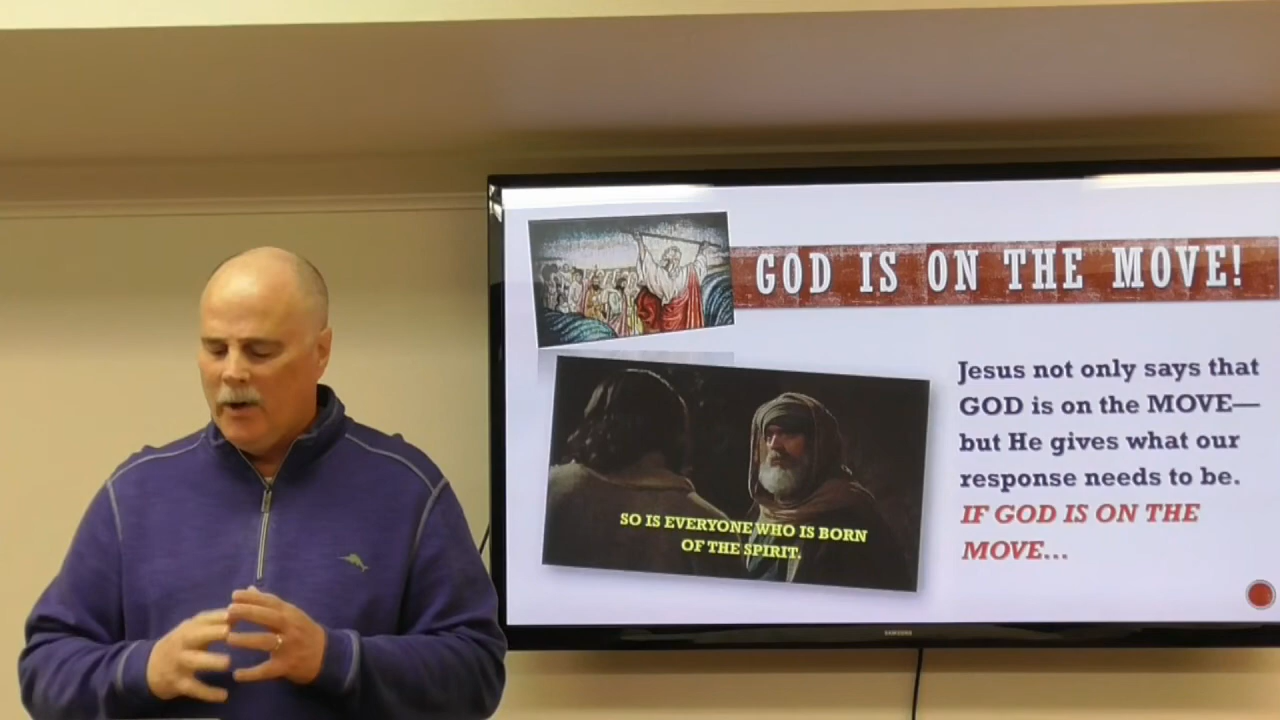 GOD IS ON THE MOVE!
Jesus not only says that
GOD is on the MOVE—
but He gives what our
response needs to be.
IF GOD IS ON THE
MOVE...
SO IS EVERYONE WHO IS BORN
OF THE SPIRIT.
SAMSUNG